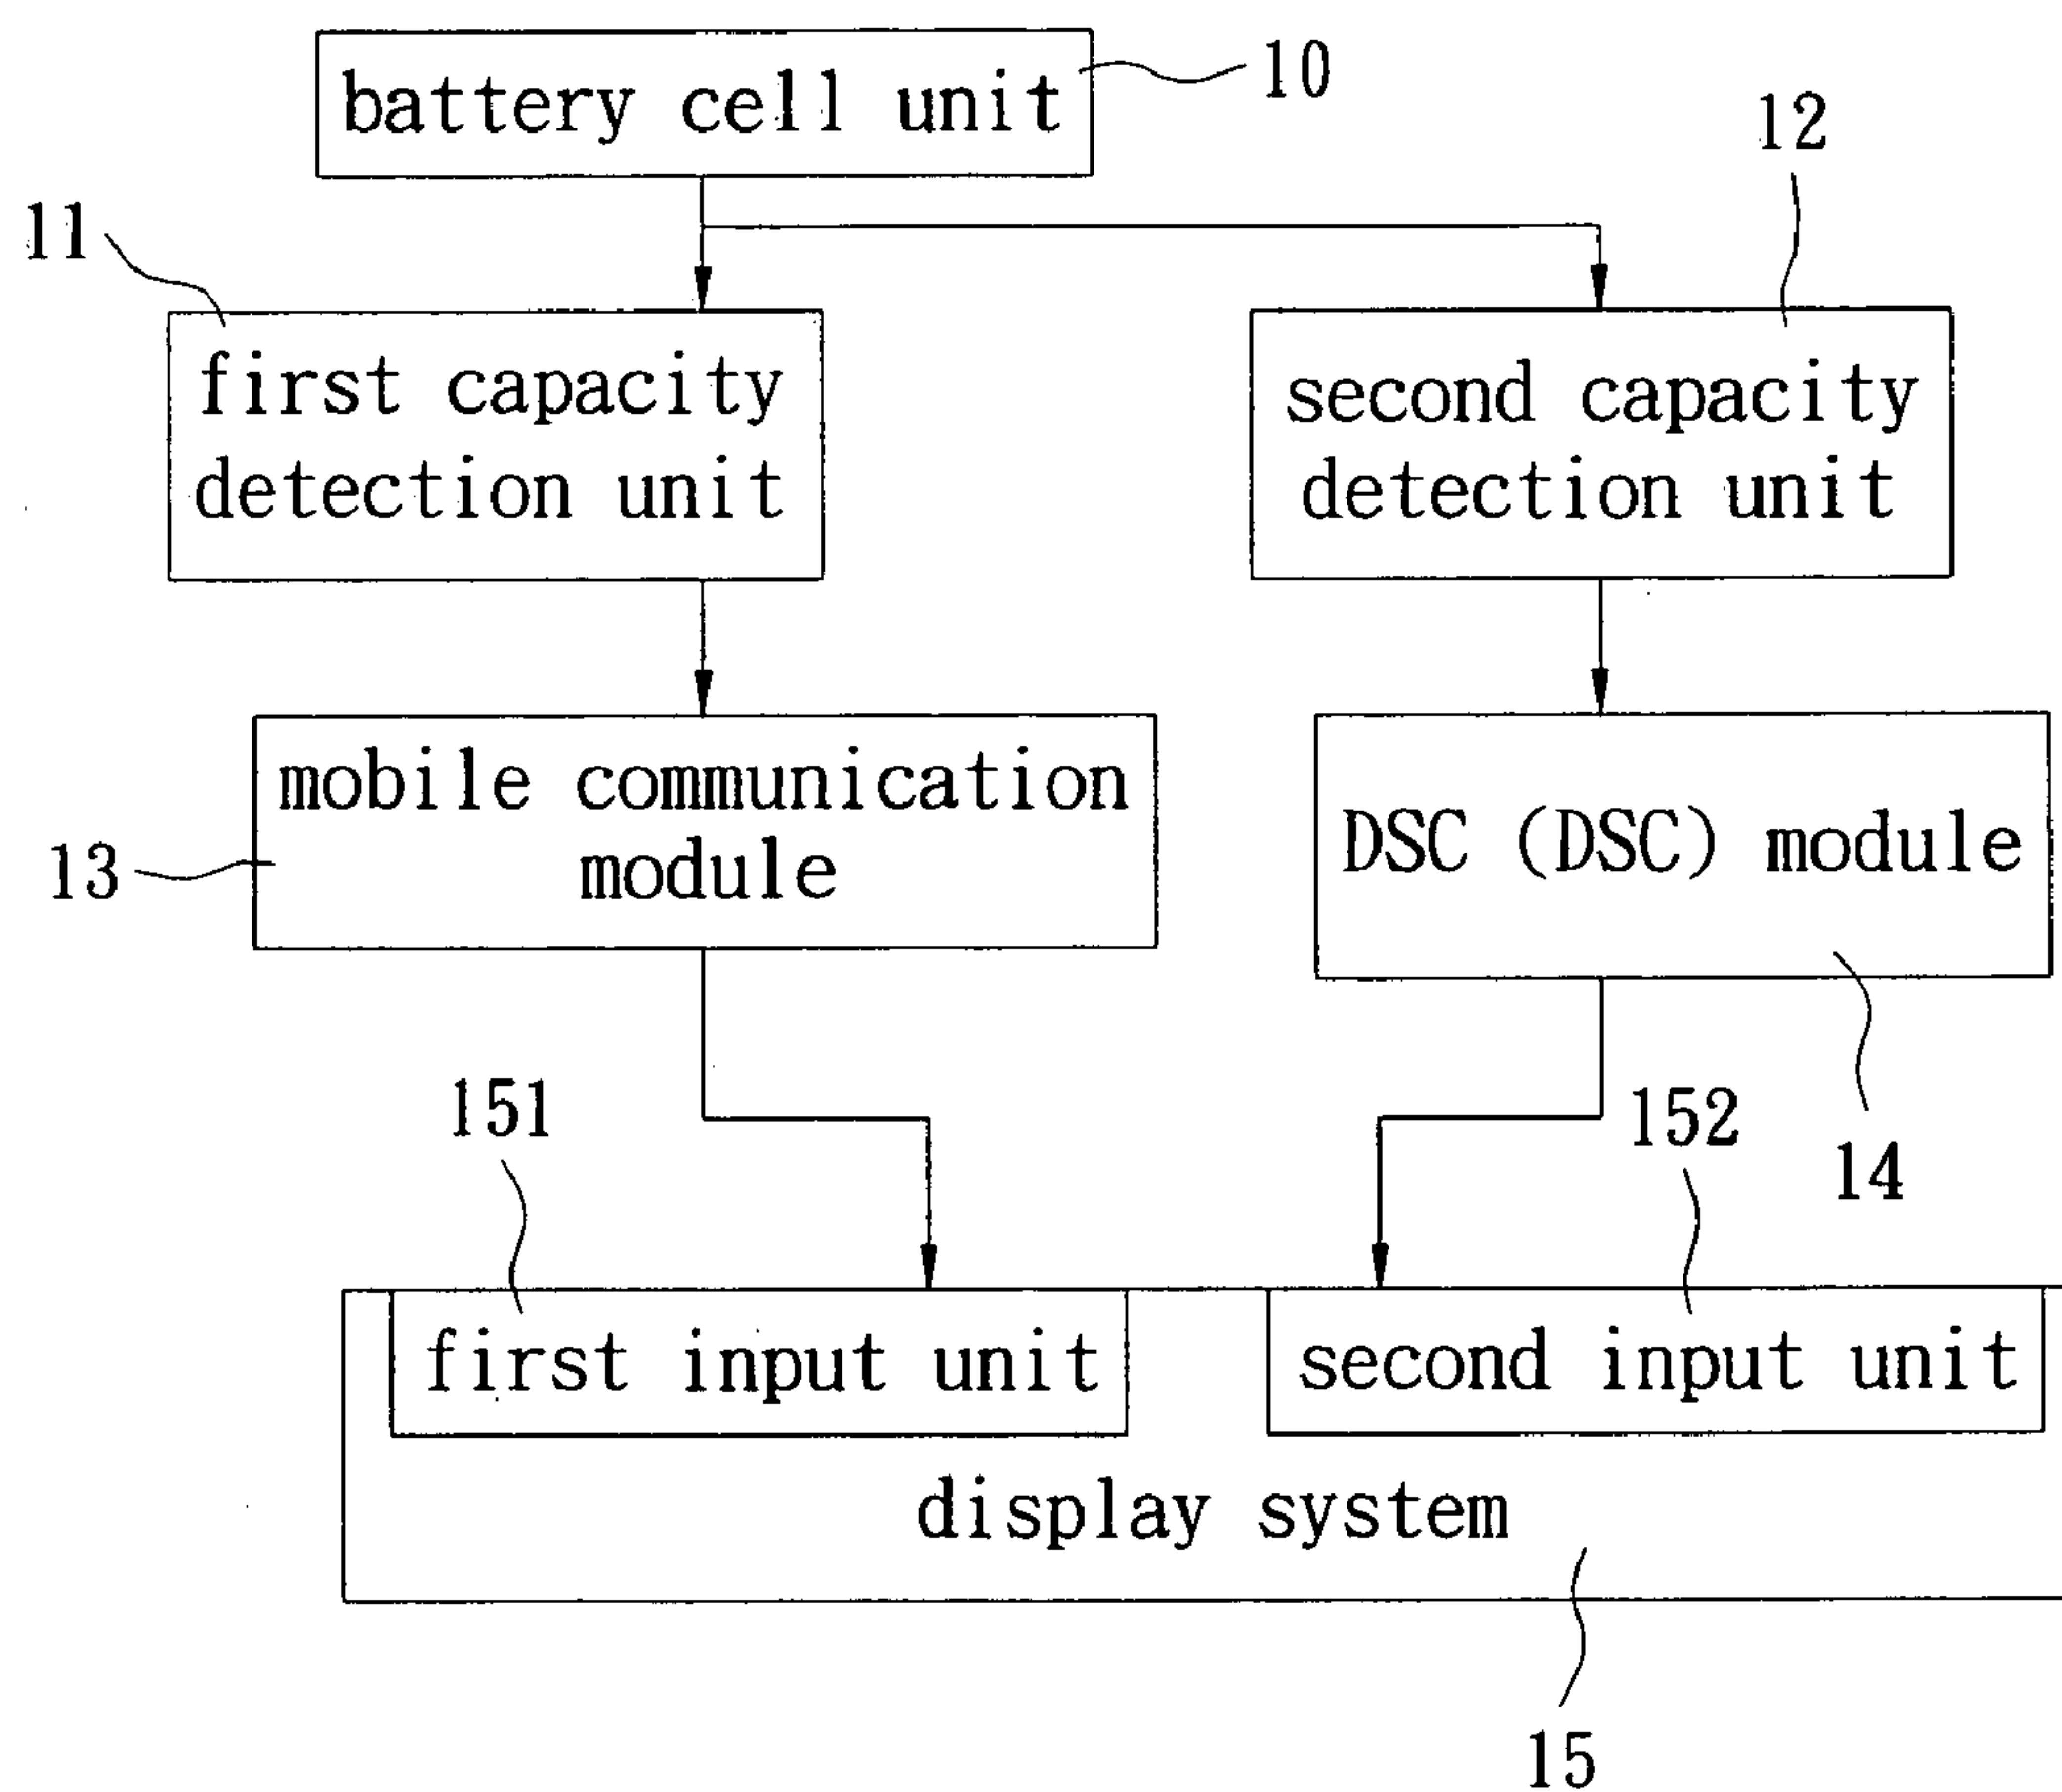 battery cell unit
10
12
11
first capacity
detection unit
second capacity
detection unit
mobile communication
module
13
DSC (DSC) module
14
151
152
first input unit
second input unit
display system
15